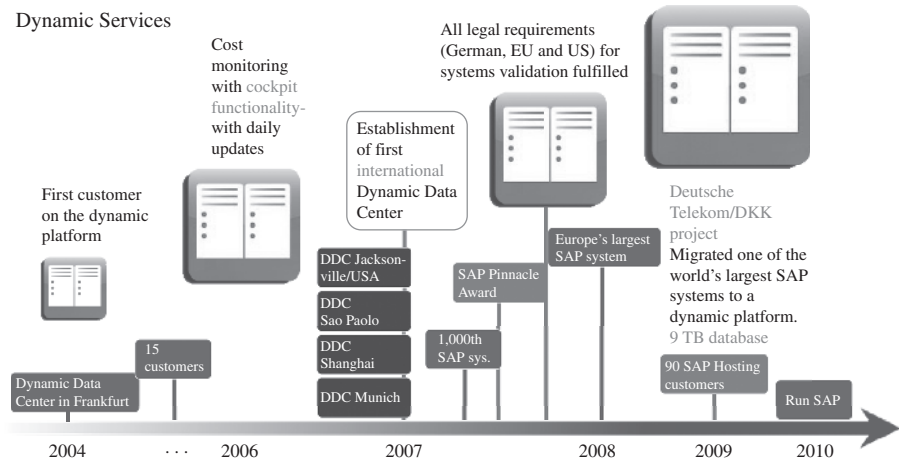 Dynamic Services
First customer
on the dynamic
platform
Dynamic Data
Center in Frankfurt
15
customers
Cost
monitoring
with cockpit
functionality-
with daily
updates
Establishment
of first
international
Dynamic Data
Center
DDC Jackson-
ville/USA
DDC
Sao Paolo
DDC
Shanghai
DDC Munich
All legal requirements
(German, EU and US) for
systems validation fulfilled
1,000th
SAP sys.
SAP Pinnacle
Award
Europe's largest
SAP system
Deutsche
Telekom/DKK
project
Migrated one of the
world's largest SAP
systems to a
dynamic platform.
9 TB database
90 SAP Hosting
customers
Run SAP
2004
. . .
2006
2007
2008
2009
2010